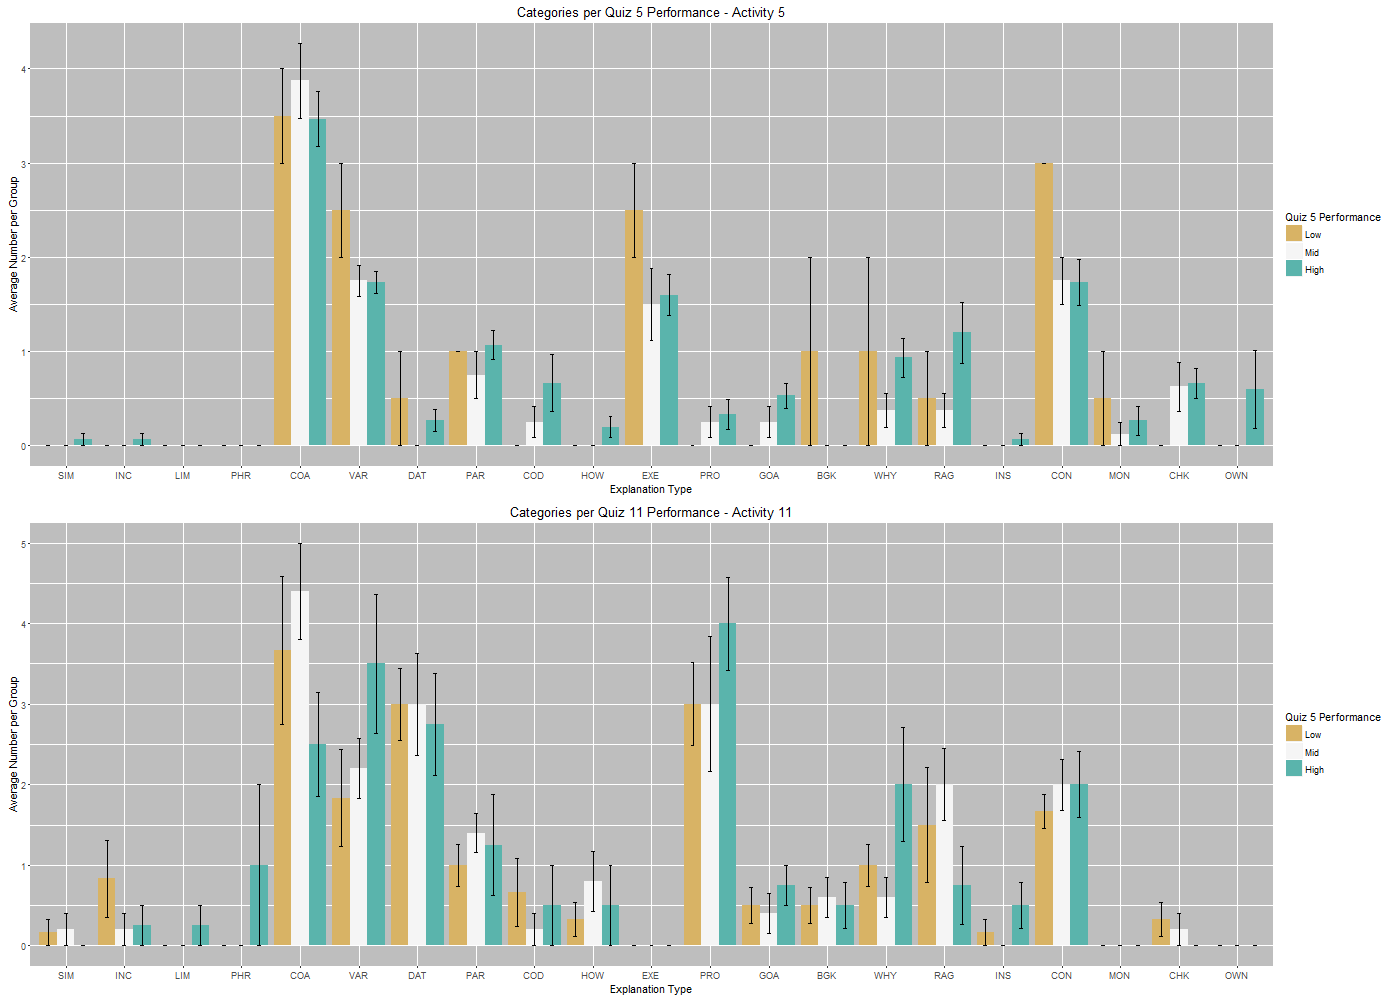 Categories per Quiz 5 Performance - Activity 5
Average Number per Group
4
3
2
1
0
SIM INC LIM PHR COA VAR DAT PAR COD HOW EXE PRO GOA BGK WHY RAG INS CON MON CHK OWN
Explanation Type
Quiz 5 Performance
Low
Mid
High
Categories per Quiz 11 Performance - Activity 11
Average Number per Group
5
4
3
2
1
0
SIM INC LIM PHR COA VAR DAT PAR COD HOW EXE PRO GOA BGK WHY RAG INS CON MON CHK OWN
Explanation Type
Quiz 5 Performance
Low
Mid
High